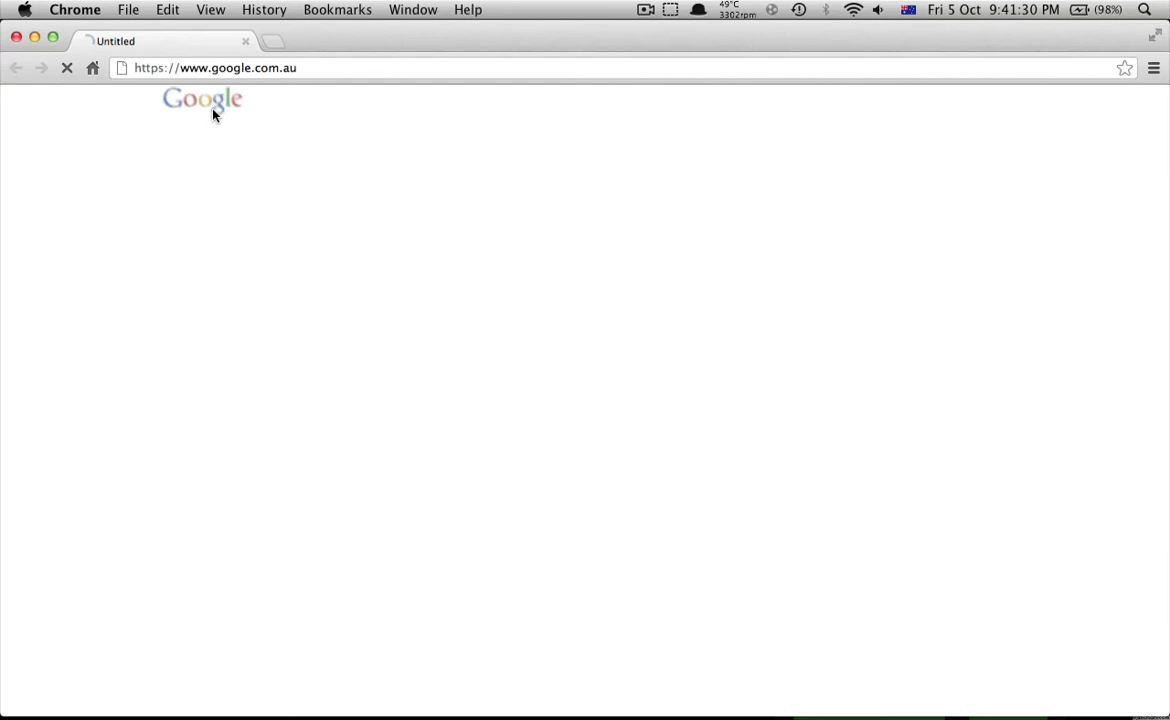 Chrome File Edit View History Bookmarks Window Help 49°C 3302rpm Fri 5 Oct 9:41:30 PM (98%)
Untitled
https://www.google.com.au
Google